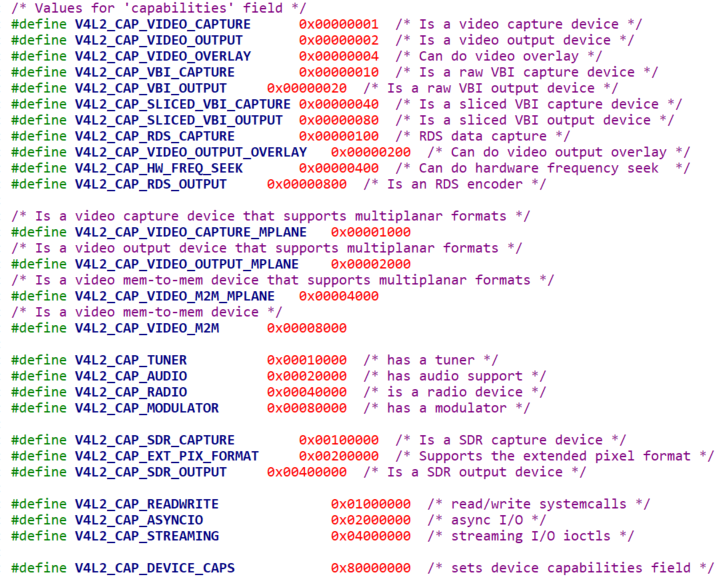 /* Values for 'capabilities' field */
#define V4L2_CAP_VIDEO_CAPTURE 0x00000001 /* Is a video capture device */
#define V4L2_CAP_VIDEO_OUTPUT 0x00000002 /* Is a video output device */
#define V4L2_CAP_VIDEO_OVERLAY 0x00000004 /* Can do video overlay */
#define V4L2_CAP_VBI_CAPTURE 0x00000010 /* Is a raw VBI capture device */
#define V4L2_CAP_VBI_OUTPUT 0x00000020 /* Is a raw VBI output device */
#define V4L2_CAP_SLICED_VBI_CAPTURE 0x00000040 /* Is a sliced VBI capture device */
#define V4L2_CAP_SLICED_VBI_OUTPUT 0x00000080 /* Is a sliced VBI output device */
#define V4L2_CAP_RDS_CAPTURE 0x00000100 /* RDS data capture */
#define V4L2_CAP_VIDEO_OUTPUT_OVERLAY 0x00000200 /* Can do video output overlay */
#define V4L2_CAP_HW_FREQ_SEEK 0x00000400 /* Can do hardware frequency seek */
#define V4L2_CAP_RDS_OUTPUT 0x00000800 /* Is an RDS encoder */
/* Is a video capture device that supports multiplanar formats */
#define V4L2_CAP_VIDEO_CAPTURE_MPLANE 0x00001000
/* Is a video output device that supports multiplanar formats */
#define V4L2_CAP_VIDEO_OUTPUT_MPLANE 0x00002000
/* Is a video mem-to-mem device that supports multiplanar formats */
#define V4L2_CAP_VIDEO_M2M_MPLANE 0x00004000
/* Is a video mem-to-mem device */
#define V4L2_CAP_VIDEO_M2M 0x00008000
#define V4L2_CAP_TUNER 0x00010000 /* has a tuner */
#define V4L2_CAP_AUDIO 0x00020000 /* has audio support */
#define V4L2_CAP_RADIO 0x00040000 /* is a radio device */
#define V4L2_CAP_MODULATOR 0x00080000 /* has a modulator */
#define V4L2_CAP_SDR_CAPTURE 0x00100000 /* Is a SDR capture device */
#define V4L2_CAP_EXT_PIX_FORMAT 0x00200000 /* Supports the extended pixel format */
#define V4L2_CAP_SDR_OUTPUT 0x00400000 /* Is a SDR output device */
#define V4L2_CAP_READWRITE 0x01000000 /* read/write systemcalls */
#define V4L2_CAP_ASYNCIO 0x02000000 /* async I/O */
#define V4L2_CAP_STREAMING 0x04000000 /* streaming I/O ioctls */
#define V4L2_CAP_DEVICE_CAPS 0x80000000 /* sets device capabilities field */